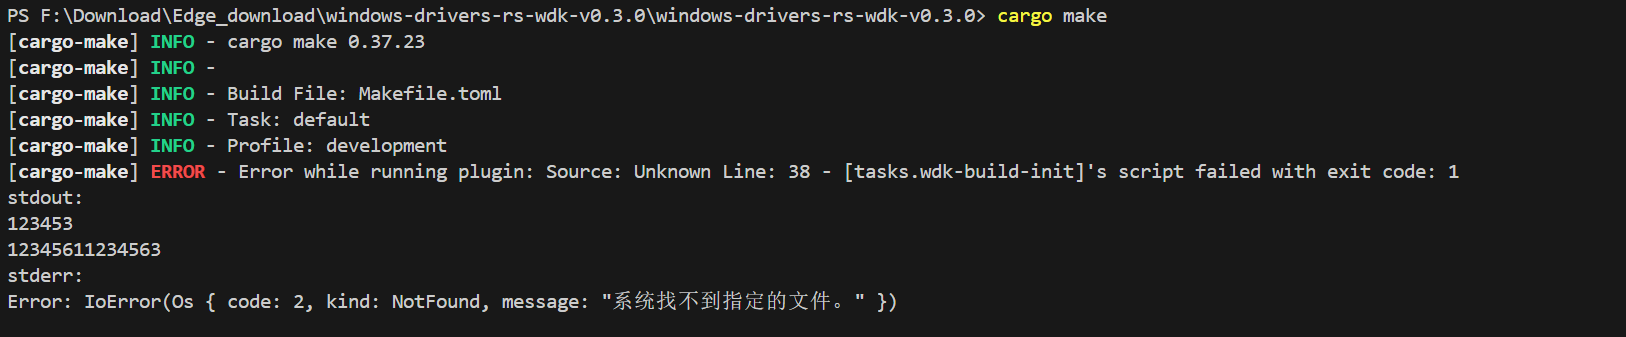 PS F:\Download\Edge_download\windows-drivers-rs-wdk-v0.3.0\windows-drivers-rs-wdk-v0.3.0> cargo make
[cargo-make] INFO - cargo make 0.37.23
[cargo-make] INFO -
[cargo-make] INFO - Build File: Makefile.toml
[cargo-make] INFO - Task: default
[cargo-make] INFO - Profile: development
[cargo-make] ERROR - Error while running plugin: Source: Unknown Line: 38 - [tasks.wdk-build-init]'s script failed with exit code: 1
stdout:
123453
12345611234563
stderr:
Error: IoError(Os { code: 2, kind: NotFound, message: "系统找不到指定的文件。" })